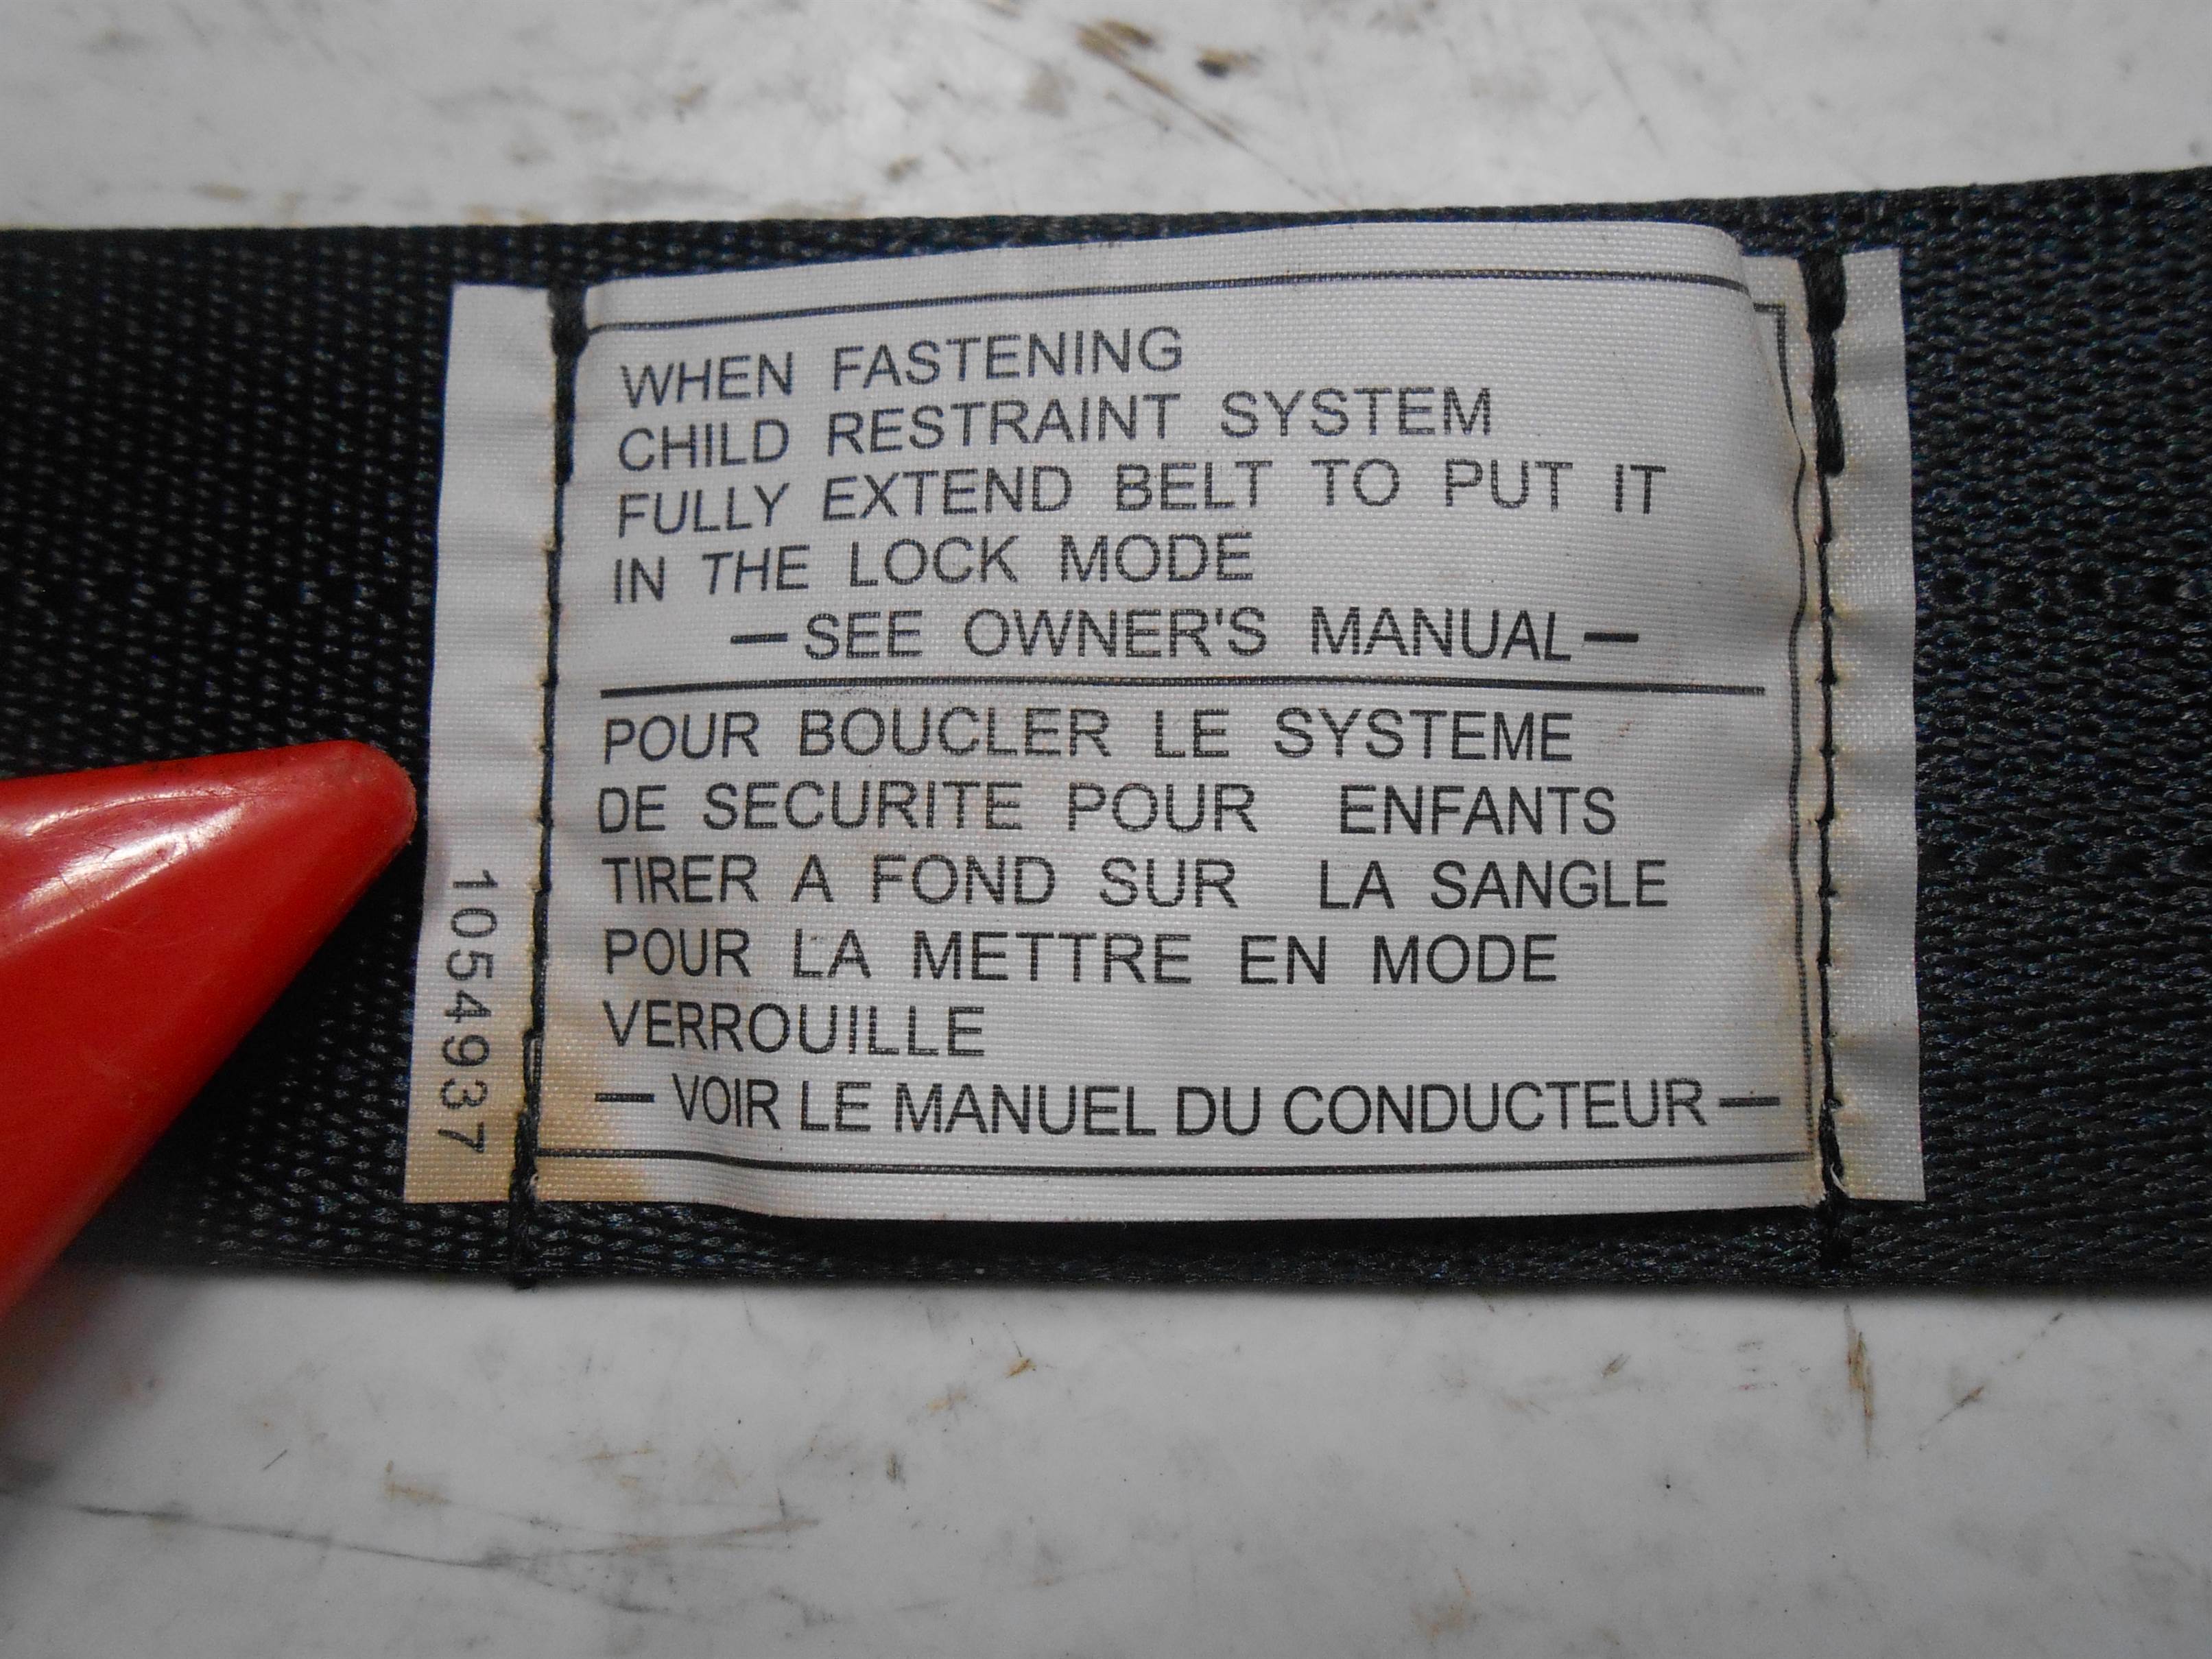 WHEN FASTENING
CHILD RESTRAINT SYSTEM
FULLY EXTEND BELT TO PUT IT
IN THE LOCK MODE
—SEE OWNER'S MANUAL—
POUR BOUCLER LE SYSTEME
DE SECURITE POUR ENFANTS
TIRER A FOND SUR LA SANGLE
POUR LA METTRE EN MODE
VERROUILLE
—VOIR LE MANUEL DU CONDUCTEUR—
1054937